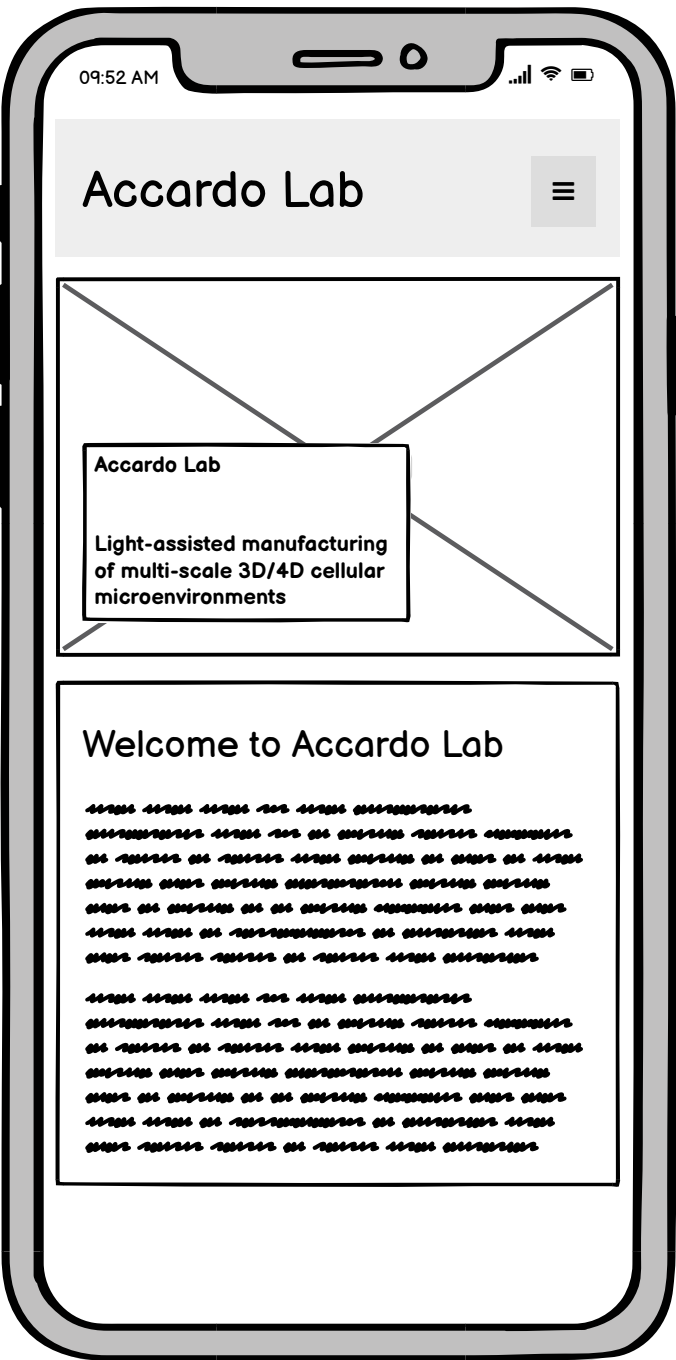 09:52 AM
Accardo Lab
Accardo Lab
Light-assisted manufacturing
of multi-scale 3D/4D cellular
microenvironments
Welcome to Accardo Lab